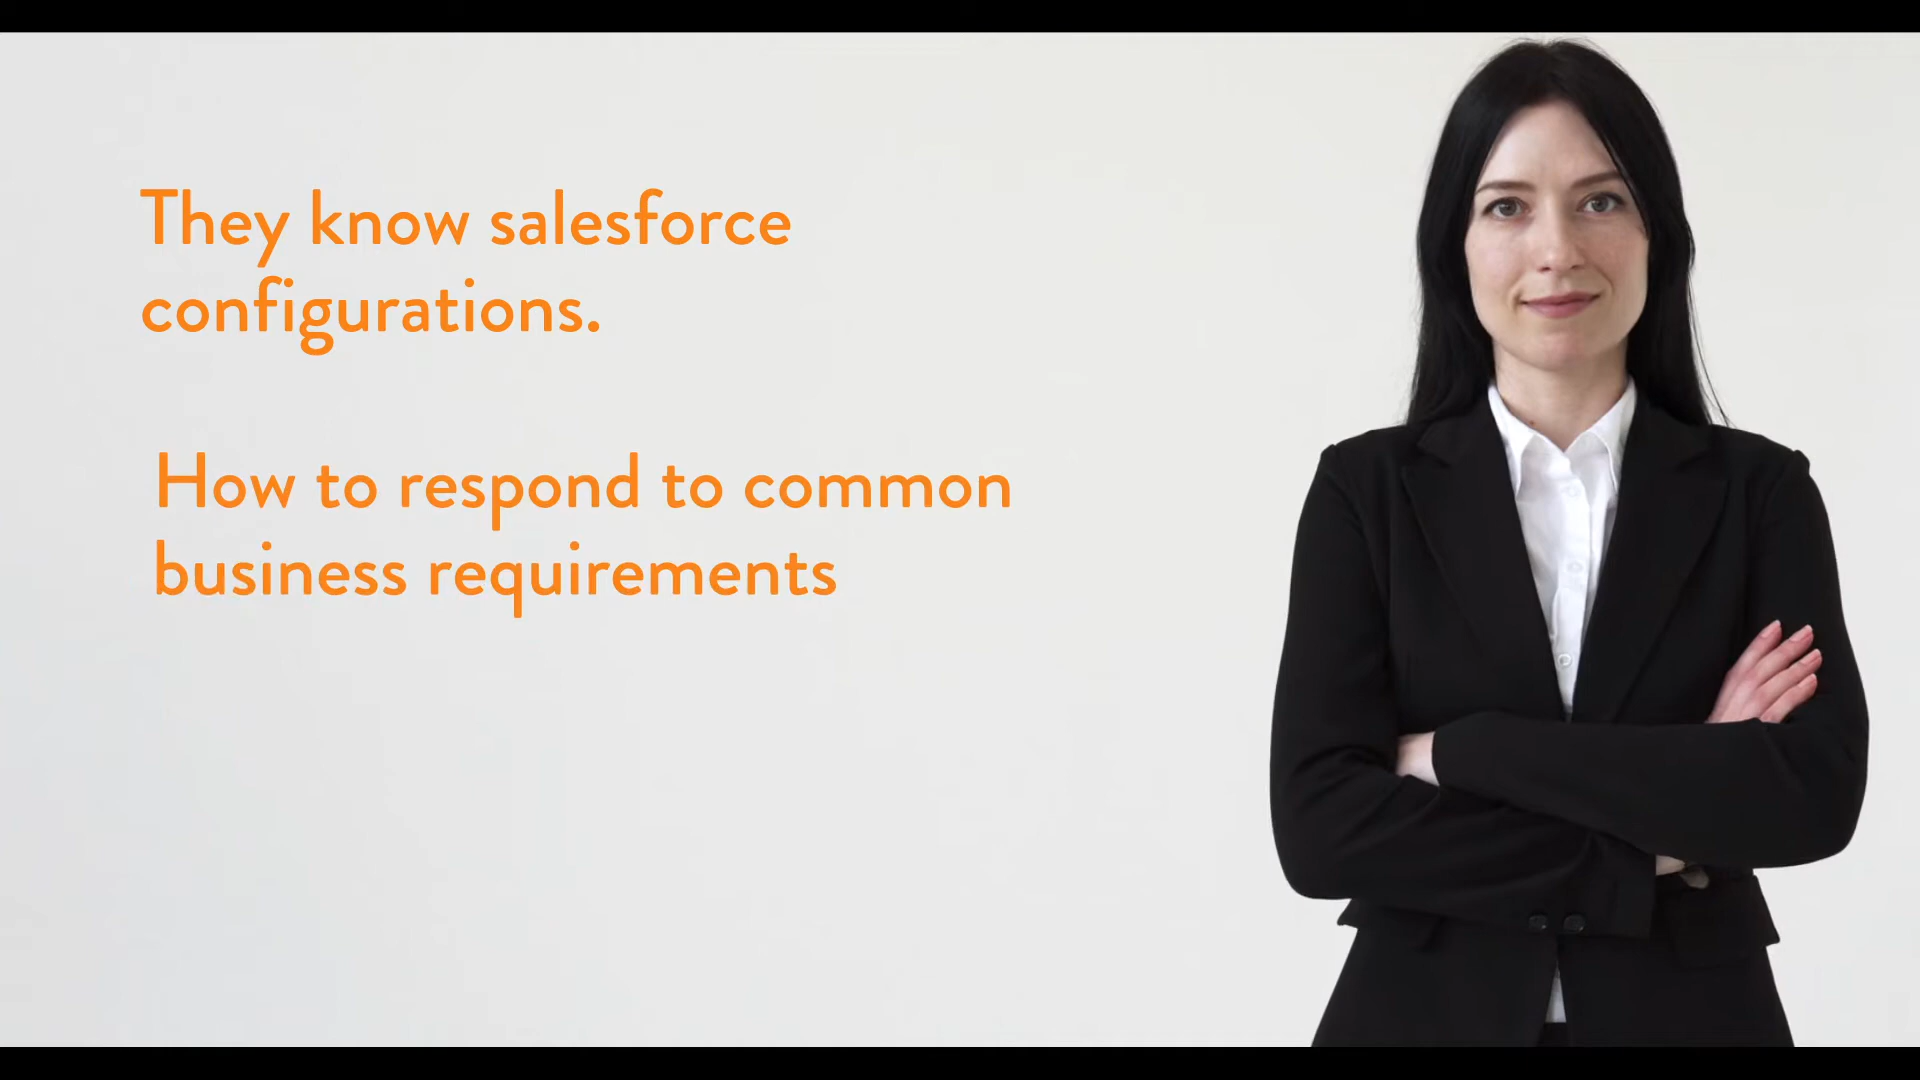 They know salesforce
configurations.
How to respond to common
business requirements